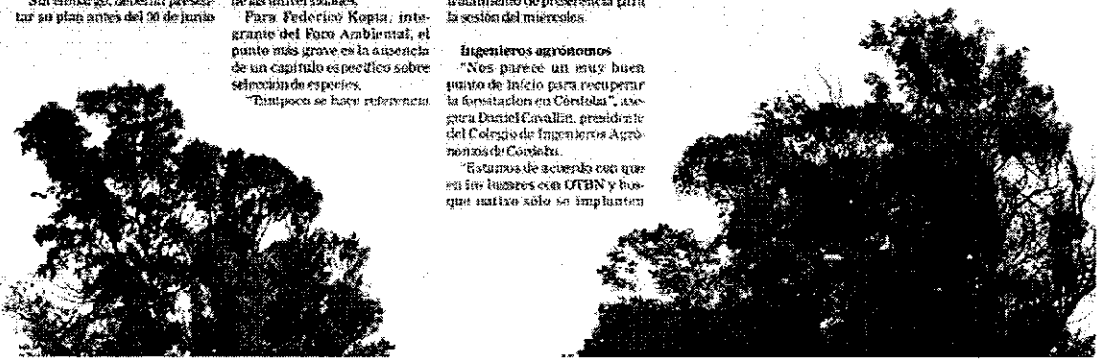 Sin embargo, deberán presen-
tar su plan antes del 30 de junio
de las universidades.
Para Federico Kopta, inte-
grante del Foro Ambiental, el
punto más grave es la ausencia
de un capítulo específico sobre
selección de especies.
"Tampoco se hace referencia
tratamiento de preferencia para
la sesión del miércoles.
Ingenieros agrónomos
"Nos parece un muy buen
punto de inicio para recuperar
la forestación en Córdoba", ase-
gura Daniel Cavallin, presidente
del Colegio de Ingenieros Agró-
nomos de Córdoba.
"Estamos de acuerdo con que
en los lugares con OTBN y bos-
que nativo sólo se implanten